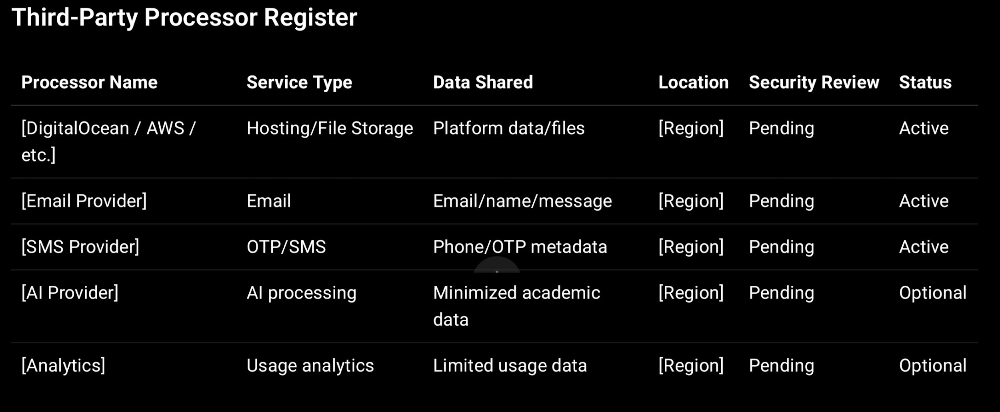 Third-Party Processor Register
Processor Name Service Type Data Shared Location Security Review Status
[DigitalOcean / AWS / Hosting/File Storage Platform data/files [Region] Pending Active
etc.]
[Email Provider] Email Email/name/message [Region] Pending Active
[SMS Provider] OTP/SMS Phone/OTP metadata [Region] Pending Active
[AI Provider] AI processing Minimized academic [Region] Pending Optional
data
[Analytics] Usage analytics Limited usage data [Region] Pending Optional